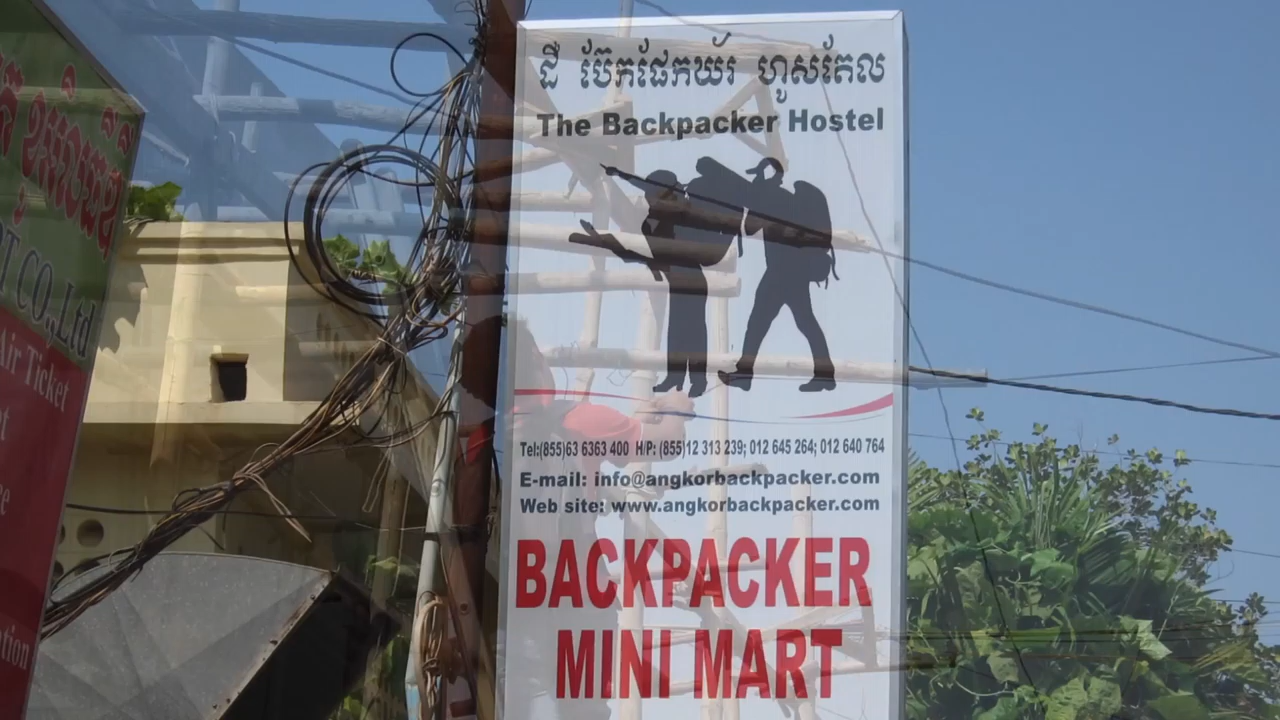 ដឹ ប៊ែកផែកឃ័រ ហូសតែល
The Backpacker Hostel
Tel:(855)63 6363 400 H/P: (855)12 313 239; 012 645 264; 012 640 764
E-mail: info@angkorbackpacker.com
Web site: www.angkorbackpacker.com
BACKPACKER
MINI MART
CO.,Ltd
Air Ticket